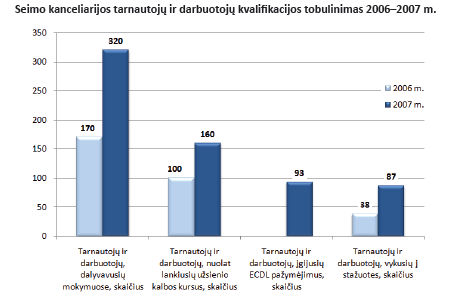 Seimo kanceliarijos tarnautojų ir darbuotojų kvalifikacijos tobulinimas 2006–2007 m.
350
300
250
200
150
100
50
0
170
320
100
160
93
38
87
2006 m.
2007 m.
Tarnautojų ir
darbuotojų,
dalyvavusių
mokymuose, skaičius
Tarnautojų ir
darbuotojų, nuolat
lankiusių užsienio
kalbos kursus, skaičius
Tarnautojų ir
darbuotojų, įgijusių
ECDL pažymėjimus,
skaičius
Tarnautojų ir
darbuotojų, vykusių į
stažuotes, skaičius